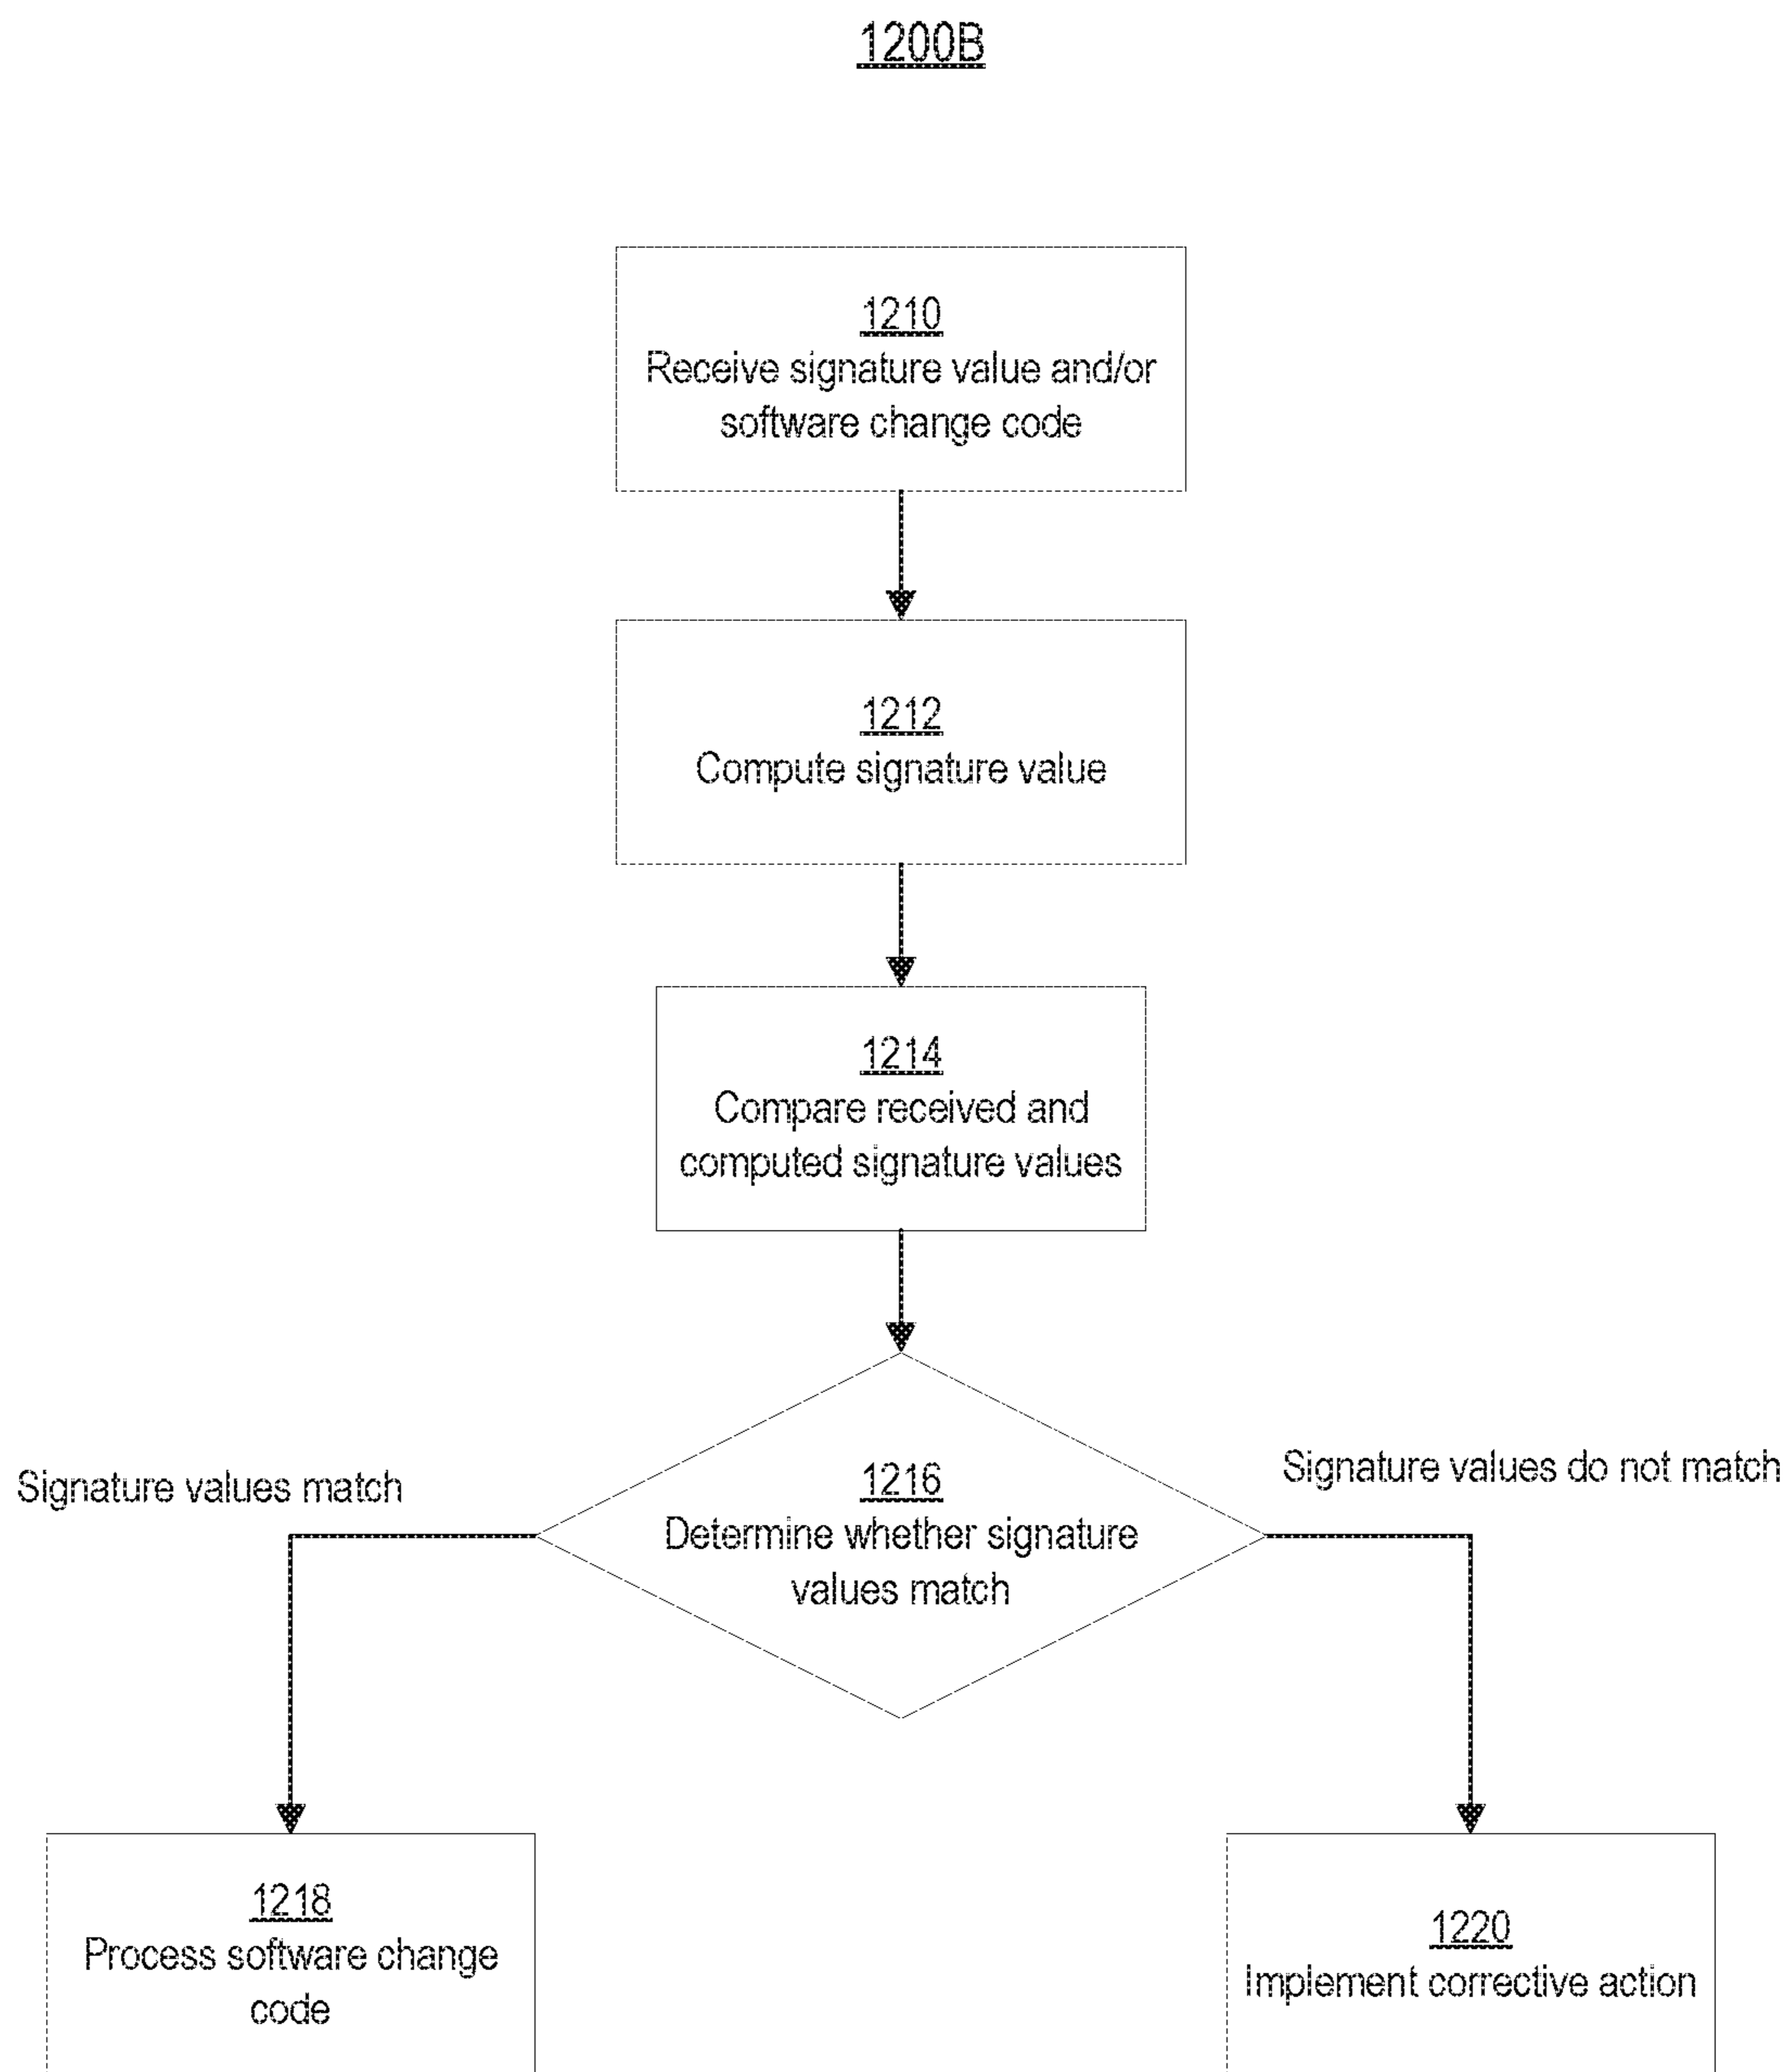 1200B
1210
Receive signature value and/or
software change code
1212
Compute signature value
1214
Compare received and
computed signature values
Signature values match
1216
Determine whether signature
values match
Signature values do not match
1218
Process software change
code
1220
Implement corrective action